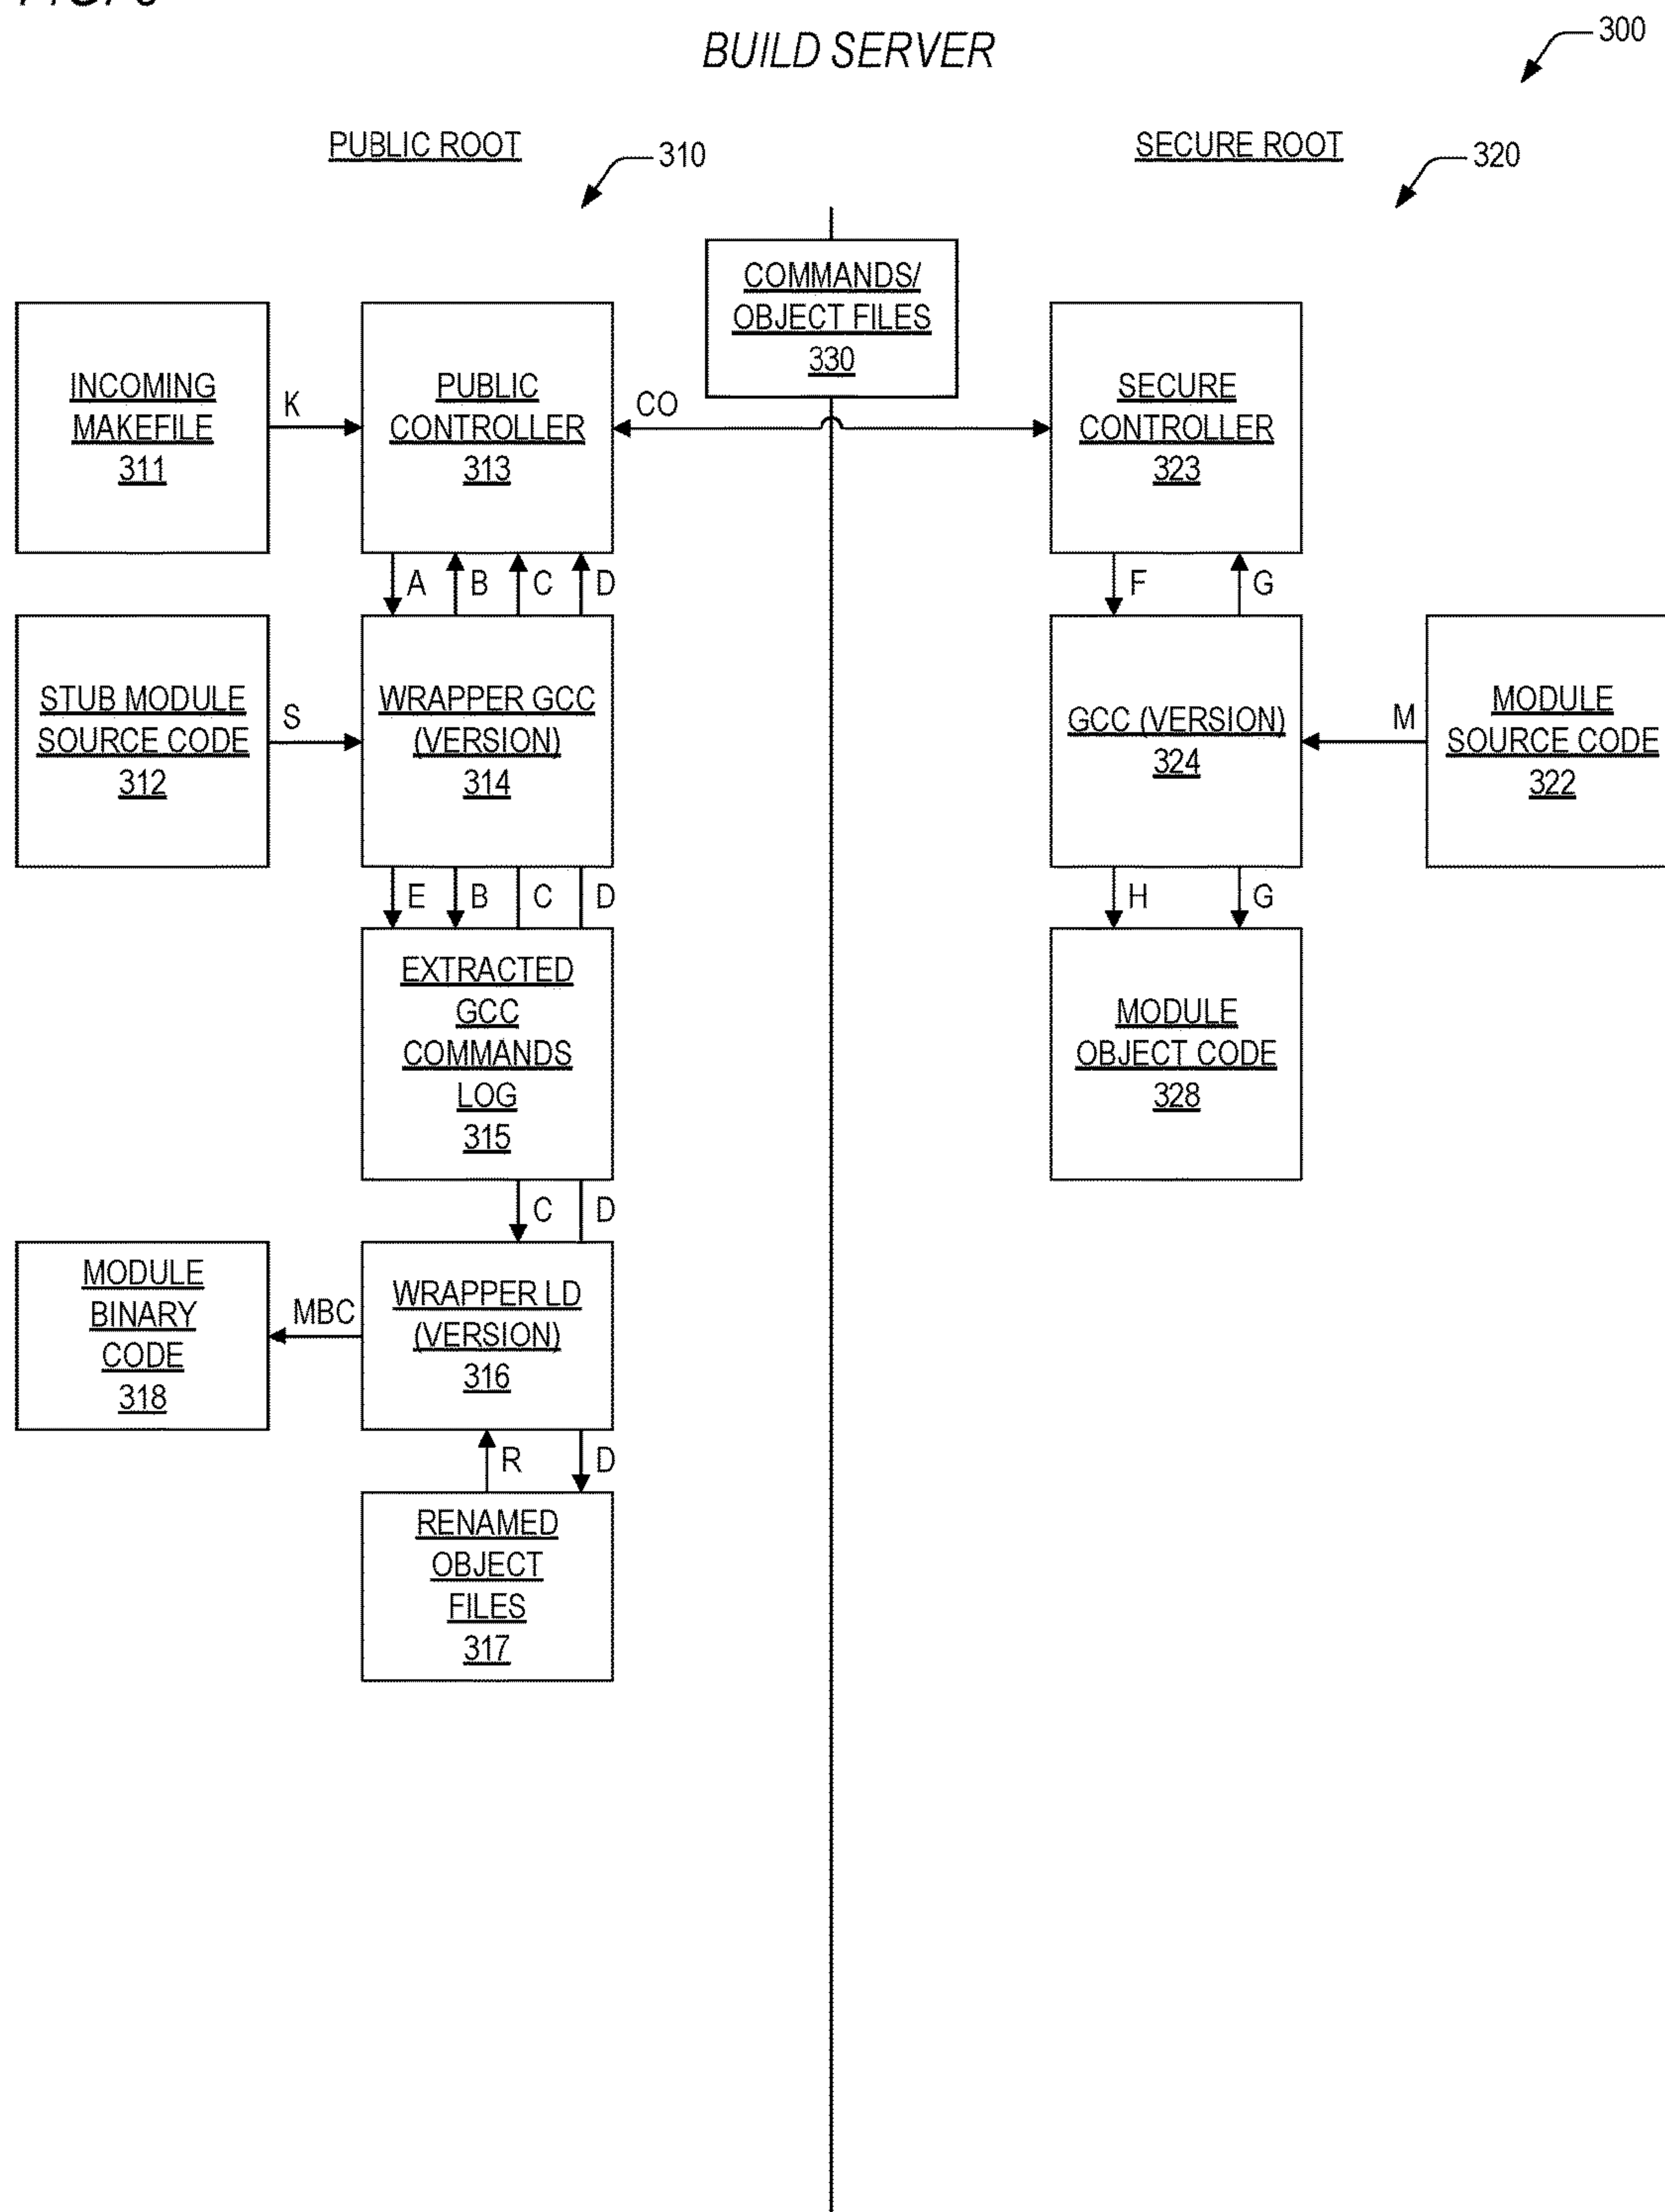 BUILD SERVER
300
PUBLIC ROOT
310
SECURE ROOT
320
COMMANDS/
OBJECT FILES
330
INCOMING
MAKEFILE
311
K
PUBLIC
CONTROLLER
313
CO
SECURE
CONTROLLER
323
A
B
C
D
F
G
STUB MODULE
SOURCE CODE
312
S
WRAPPER GCC
(VERSION)
314
GCC (VERSION)
324
M
MODULE
SOURCE CODE
322
E
B
C
D
H
G
EXTRACTED
GCC
COMMANDS
LOG
315
MODULE
OBJECT CODE
328
C
D
MODULE
BINARY
CODE
318
MBC
WRAPPER LD
(VERSION)
316
R
D
RENAMED
OBJECT
FILES
317